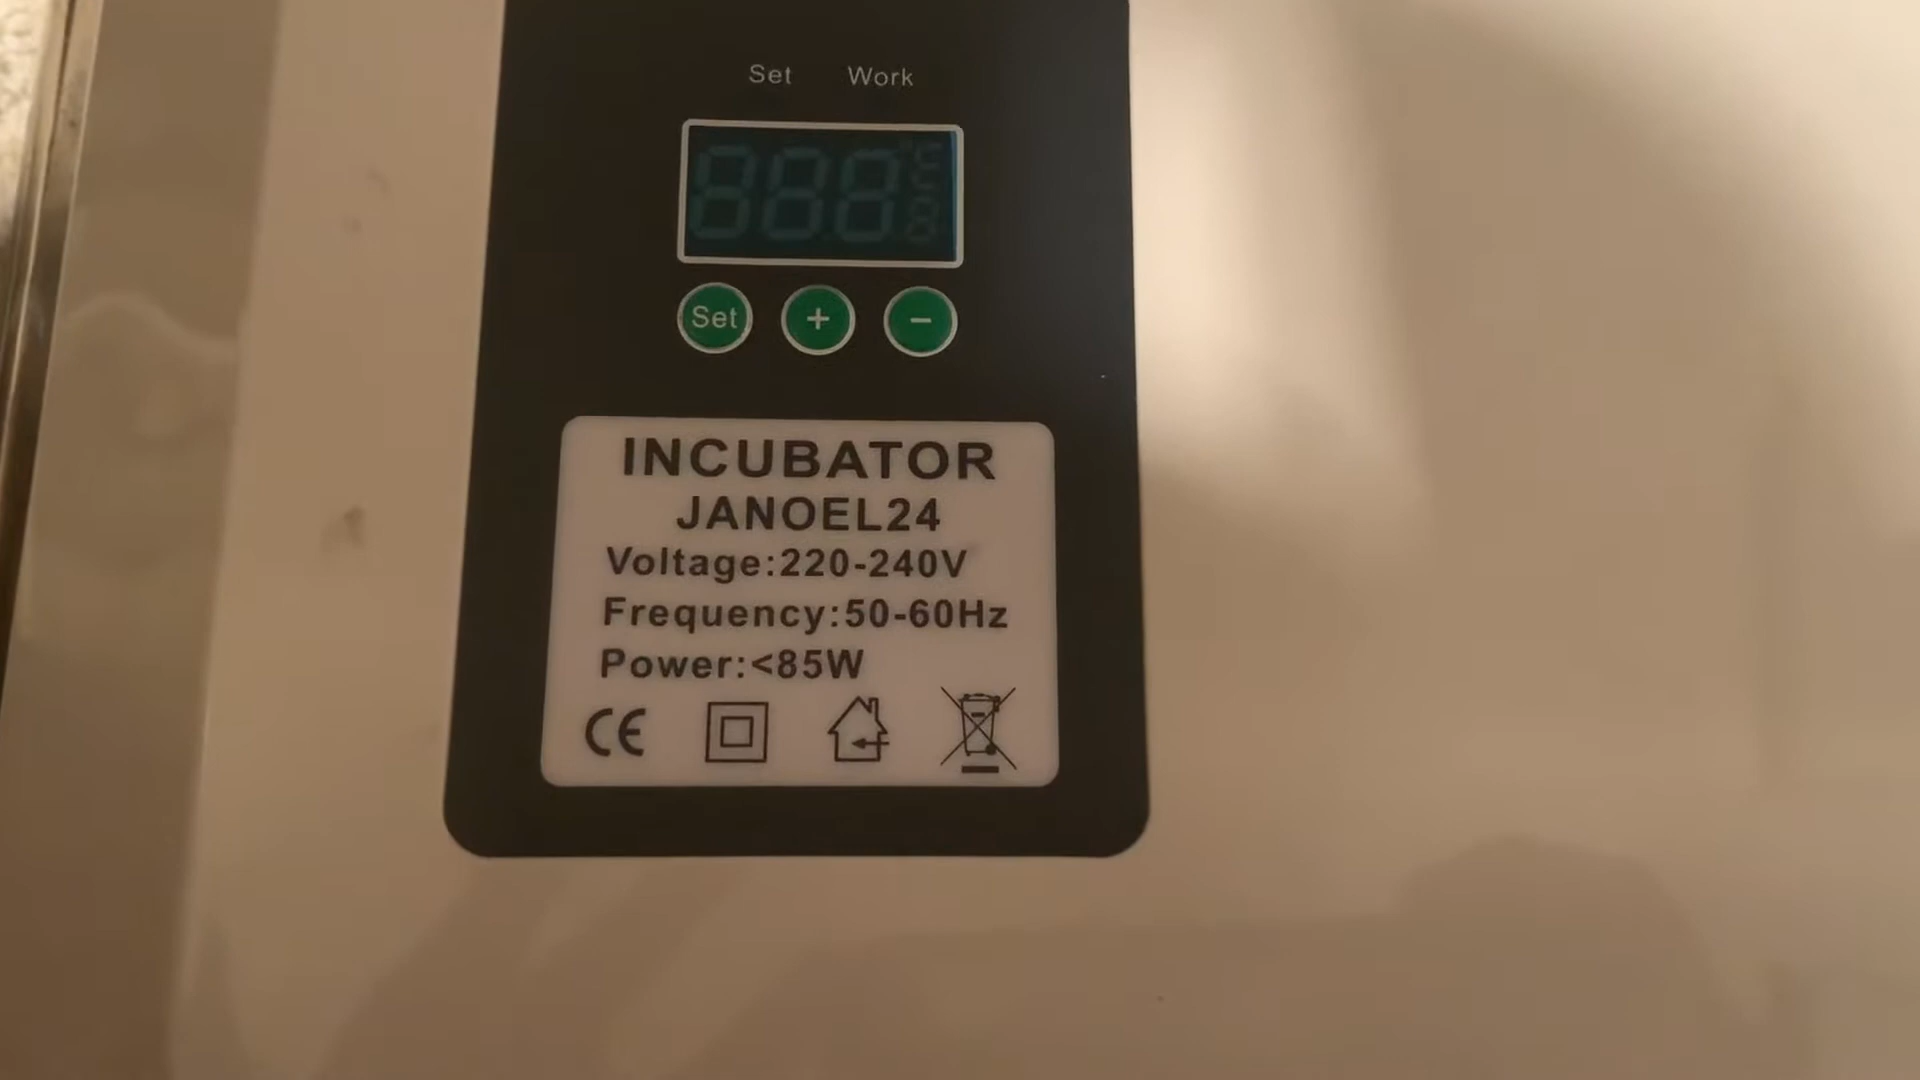 Set Work
888
Set + -
INCUBATOR
JANOEL24
Voltage:220-240V
Frequency:50-60Hz
Power:<85W
CE